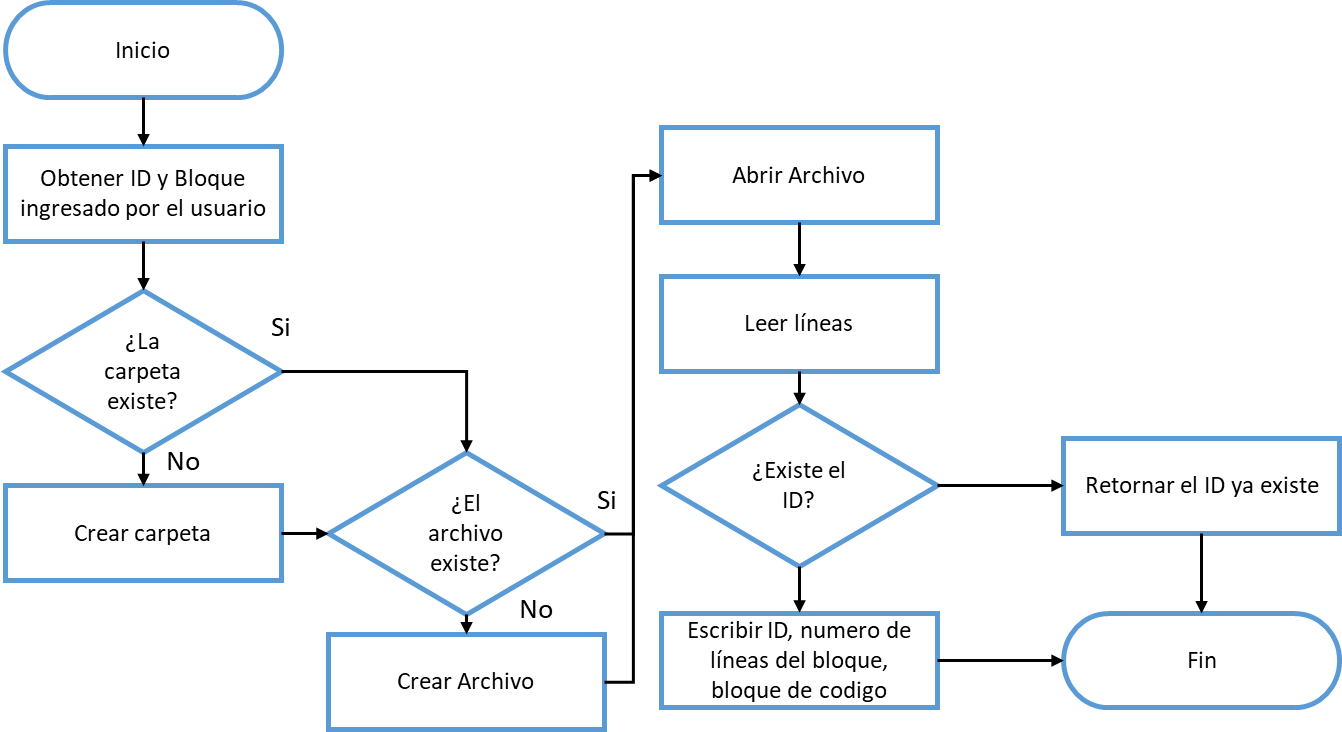 Inicio
Obtener ID y Bloque
ingresado por el usuario
¿La
carpeta
existe?
Si
No
Crear carpeta
¿El
archivo
existe?
Si
No
Crear Archivo
Abrir Archivo
Leer líneas
¿Existe el
ID?
Retornar el ID ya existe
Escribir ID, numero de
líneas del bloque,
bloque de codigo
Fin